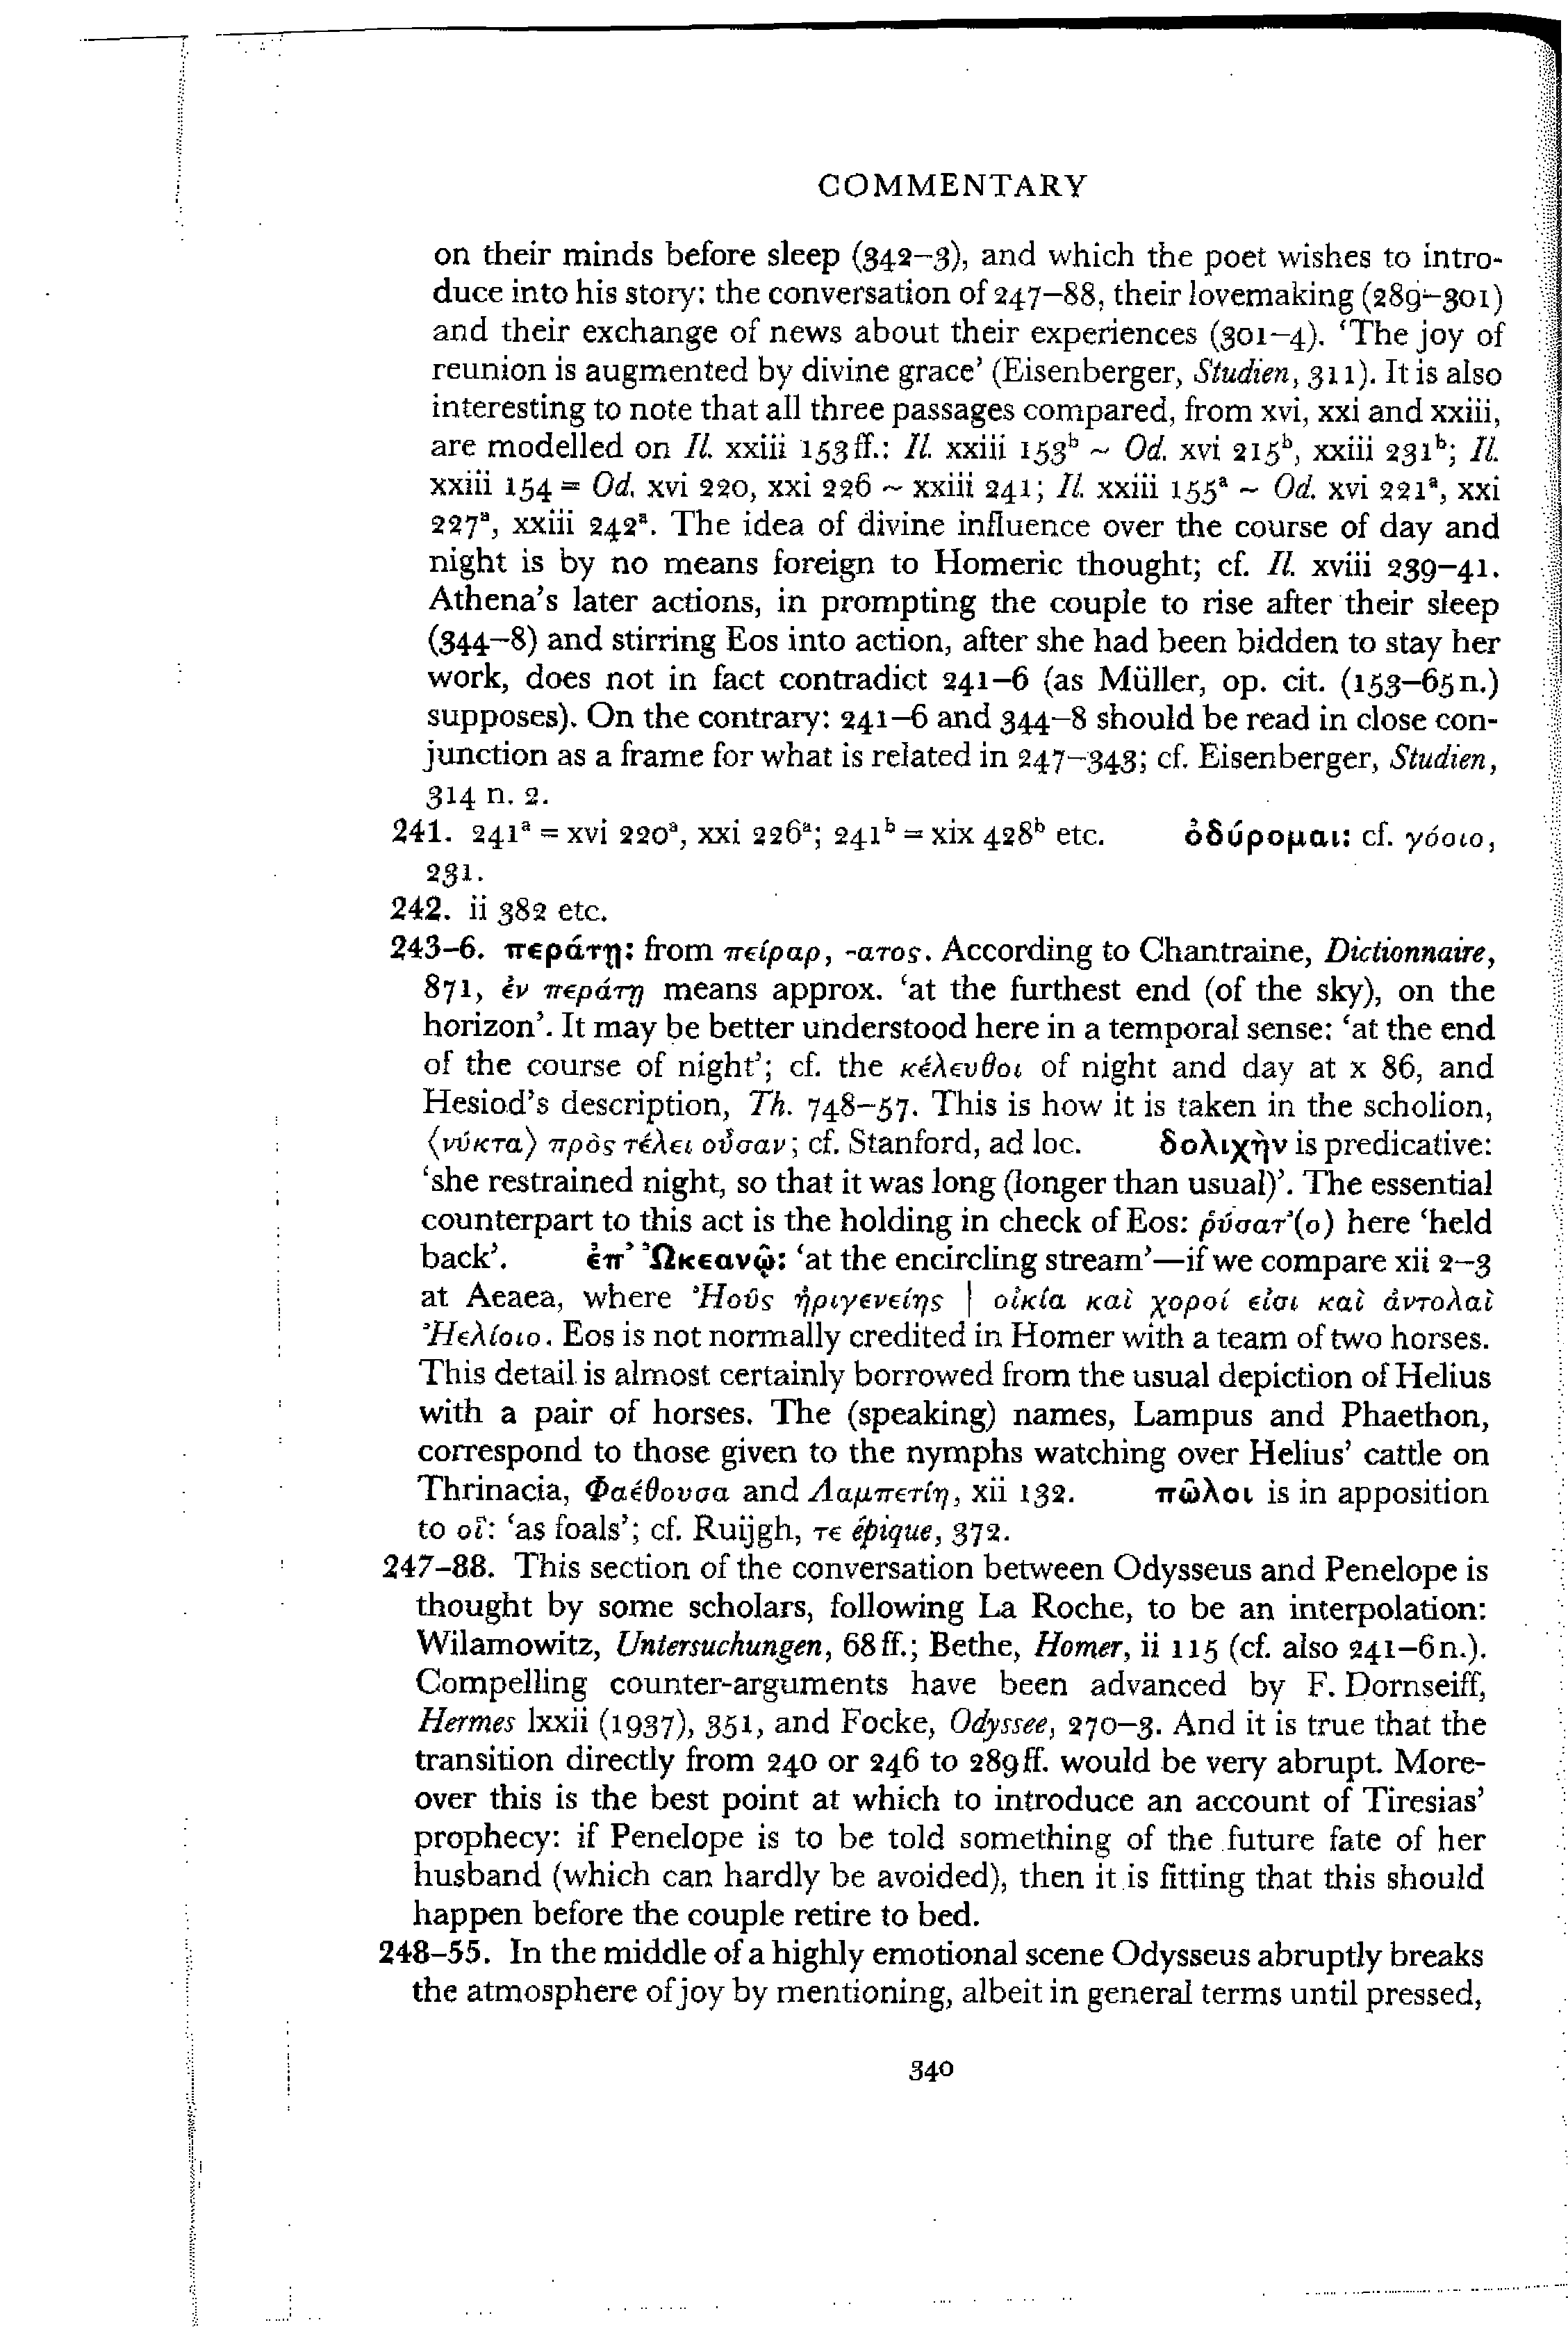 COMMENTARY
on their minds before sleep (342–3), and which the poet wishes to intro-
duce into his story: the conversation of 247–88, their lovemaking (289–301)
and their exchange of news about their experiences (301–4). ‘The joy of
reunion is augmented by divine grace’ (Eisenberger, Studien, 311). It is also
interesting to note that all three passages compared, from xvi, xxi and xxiii,
are modelled on Il. xxiii 153 ff.: Il. xxiii 153ᵇ ~ Od. xvi 215ᵇ, xxiii 231ᵇ; Il.
xxiii 154 = Od. xvi 220, xxi 226 ~ xxiii 241; Il. xxiii 155ᵃ ~ Od. xvi 221ᵃ, xxi
227ᵃ, xxiii 242ᵃ. The idea of divine influence over the course of day and
night is by no means foreign to Homeric thought; cf. Il. xviii 239–41.
Athena’s later actions, in prompting the couple to rise after their sleep
(344–8) and stirring Eos into action, after she had been bidden to stay her
work, does not in fact contradict 241–6 (as Müller, op. cit. (153–65 n.)
supposes). On the contrary: 241–6 and 344–8 should be read in close con-
junction as a frame for what is related in 247–343; cf. Eisenberger, Studien,
314 n. 2.
241. 241ᵃ = xvi 220ᵃ, xxi 226ᵃ; 241ᵇ = xix 428ᵇ etc. ὀδύρομαι: cf. γόοιο,
231.
242. ii 382 etc.
243–6. περάτῃ: from πείραρ, -ατος. According to Chantraine, Dictionnaire,
871, ἐν περάτῃ means approx. ‘at the furthest end (of the sky), on the
horizon’. It may be better understood here in a temporal sense: ‘at the end
of the course of night’; cf. the κέλευθοι of night and day at x 86, and
Hesiod’s description, Th. 748–57. This is how it is taken in the scholion,
⟨νύκτα⟩ πρὸς τέλει οὖσαν; cf. Stanford, ad loc. δολιχὴν is predicative:
‘she restrained night, so that it was long (longer than usual)’. The essential
counterpart to this act is the holding in check of Eos: ῥύσατ’(ο) here ‘held
back’. ἐπ’ Ὠκεανῷ: ‘at the encircling stream’—if we compare xii 2–3
at Aeaea, where Ἠοῦς ἠριγενείης | οἰκία καὶ χοροί εἰσι καὶ ἀντολαὶ
Ἠελίοιο. Eos is not normally credited in Homer with a team of two horses.
This detail is almost certainly borrowed from the usual depiction of Helius
with a pair of horses. The (speaking) names, Lampus and Phaethon,
correspond to those given to the nymphs watching over Helius’ cattle on
Thrinacia, Φαέθουσα and Λαμπετίη, xii 132. πῶλοι is in apposition
to οἵ: ‘as foals’; cf. Ruijgh, τε épique, 372.
247–88. This section of the conversation between Odysseus and Penelope is
thought by some scholars, following La Roche, to be an interpolation:
Wilamowitz, Untersuchungen, 68 ff.; Bethe, Homer, ii 115 (cf. also 241–6 n.).
Compelling counter-arguments have been advanced by F. Dornseiff,
Hermes lxxii (1937), 351, and Focke, Odyssee, 270–3. And it is true that the
transition directly from 240 or 246 to 289 ff. would be very abrupt. More-
over this is the best point at which to introduce an account of Tiresias’
prophecy: if Penelope is to be told something of the future fate of her
husband (which can hardly be avoided), then it is fitting that this should
happen before the couple retire to bed.
248–55. In the middle of a highly emotional scene Odysseus abruptly breaks
the atmosphere of joy by mentioning, albeit in general terms until pressed,
340